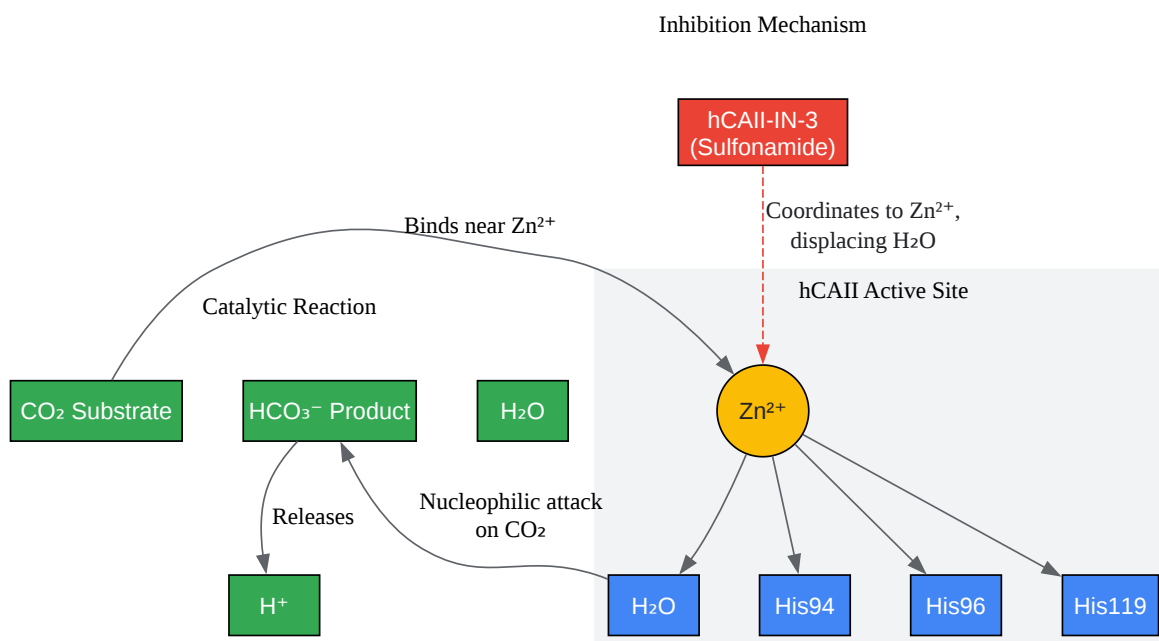 Inhibition Mechanism
hCAII-IN-3
(Sulfonamide)
Coordinates to Zn²⁺,
displacing H₂O
Binds near Zn²⁺
hCAII Active Site
Catalytic Reaction
CO₂ Substrate
HCO₃⁻ Product
H₂O
Zn²⁺
Nucleophilic attack
on CO₂
Releases
H⁺
H₂O
His94
His96
His119